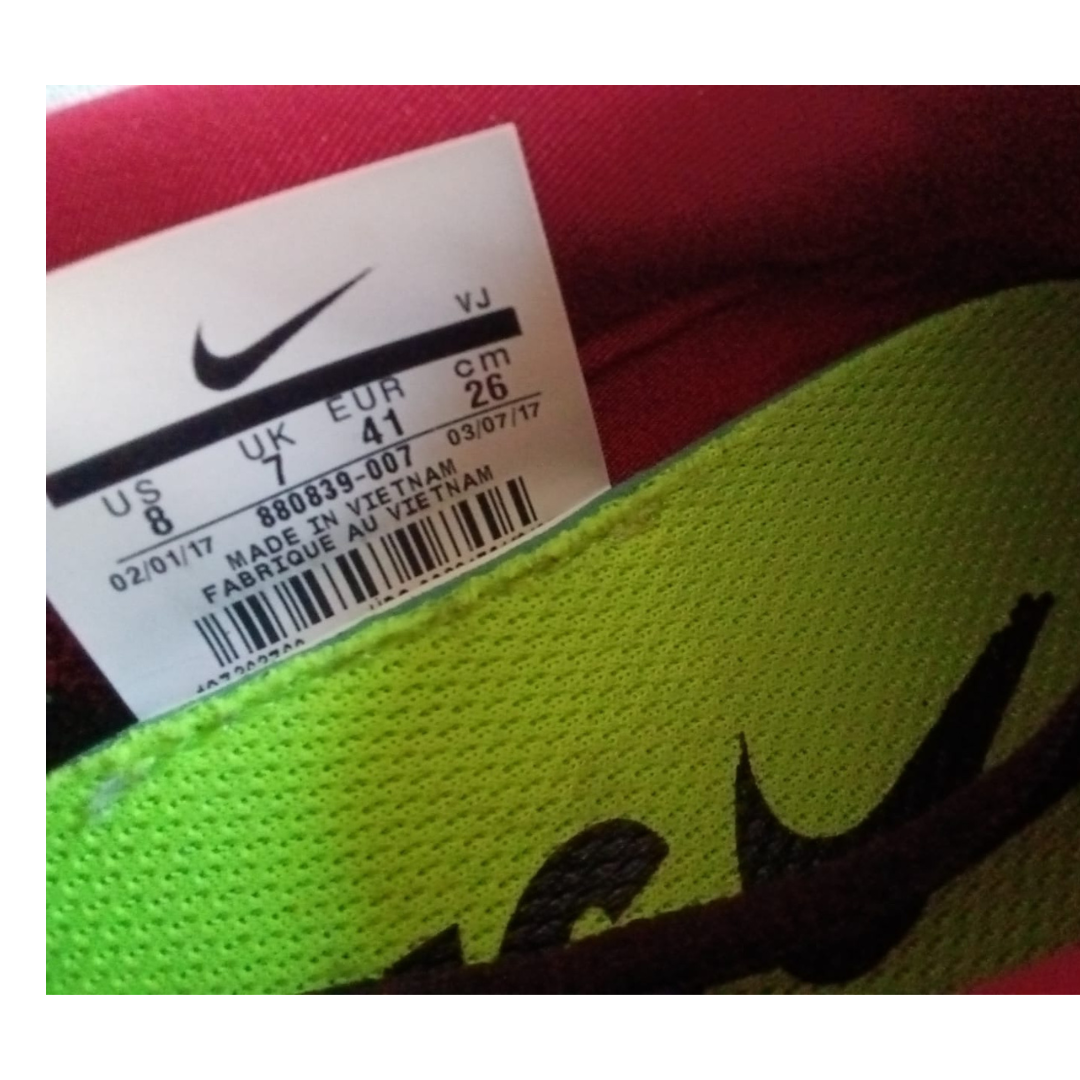 VJ
US UK EUR cm
8 7 41 26
02/01/17 880839-007 03/07/17
MADE IN VIETNAM
FABRIQUE AU VIETNAM